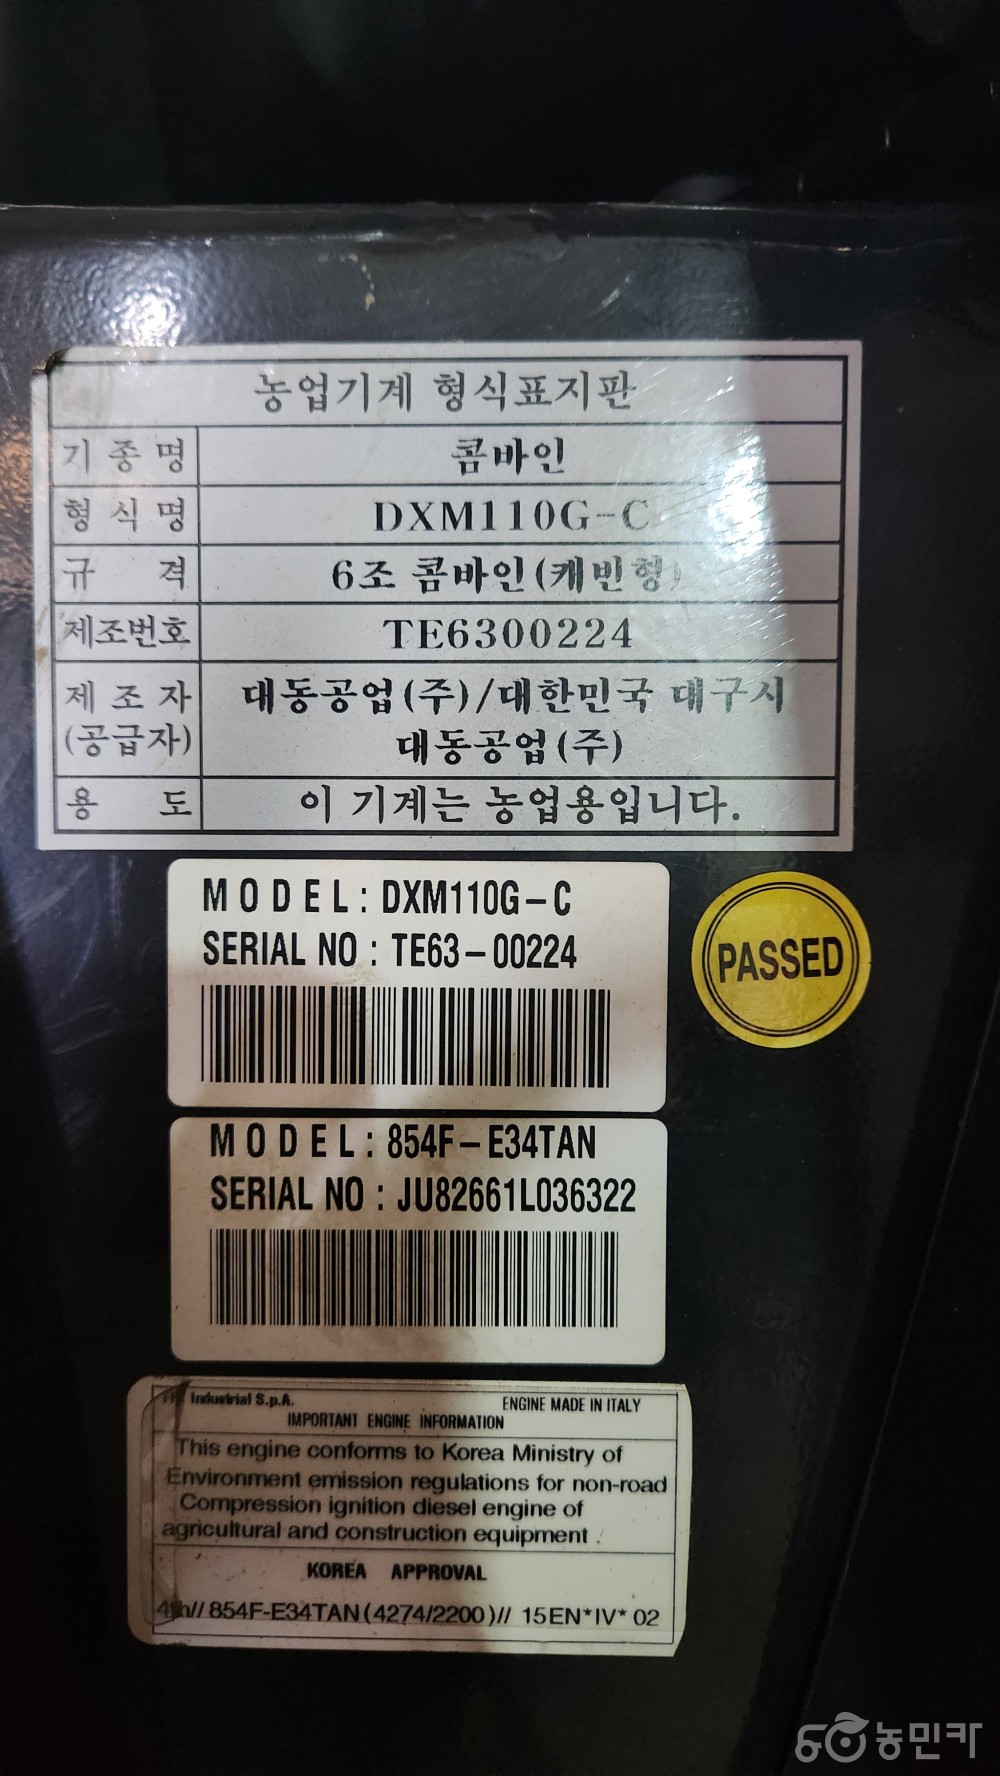 농업기계 형식표지판
기종명 콤바인
형식명 DXM110G-C
규격 6조 콤바인(캐빈형)
제조번호 TE6300224
제조자 대동공업(주)/대한민국 대구시
(공급자) 대동공업(주)
용도 이 기계는 농업용입니다.
MODEL: DXM110G-C
SERIAL NO : TE63-00224
PASSED
MODEL: 854F-E34TAN
SERIAL NO : JU82661L036322
Industrial S.p.A. ENGINE MADE IN ITALY
IMPORTANT ENGINE INFORMATION
This engine conforms to Korea Ministry of
Environment emission regulations for non-road
Compression ignition diesel engine of
agricultural and construction equipment .
KOREA APPROVAL
4th// 854F-E34TAN(4274/2200)// 15EN*IV* 02
농민카